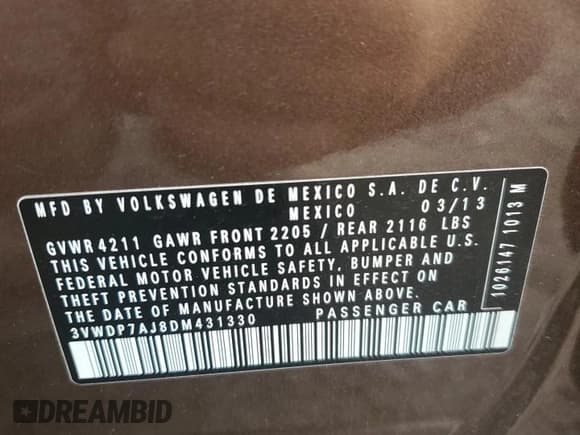 MFD BY VOLKSWAGEN DE MEXICO S.A. DE C.V.
MEXICO 03/13
GVWR 4211 GAWR FRONT 2205 / REAR 2116 LBS
THIS VEHICLE CONFORMS TO ALL APPLICABLE U.S.
FEDERAL MOTOR VEHICLE SAFETY, BUMPER AND
THEFT PREVENTION STANDARDS IN EFFECT ON
THE DATE OF MANUFACTURE SHOWN ABOVE.
3VWDP7AJ8DM431330 PASSENGER CAR
1026147 1013 M
DREAMBID